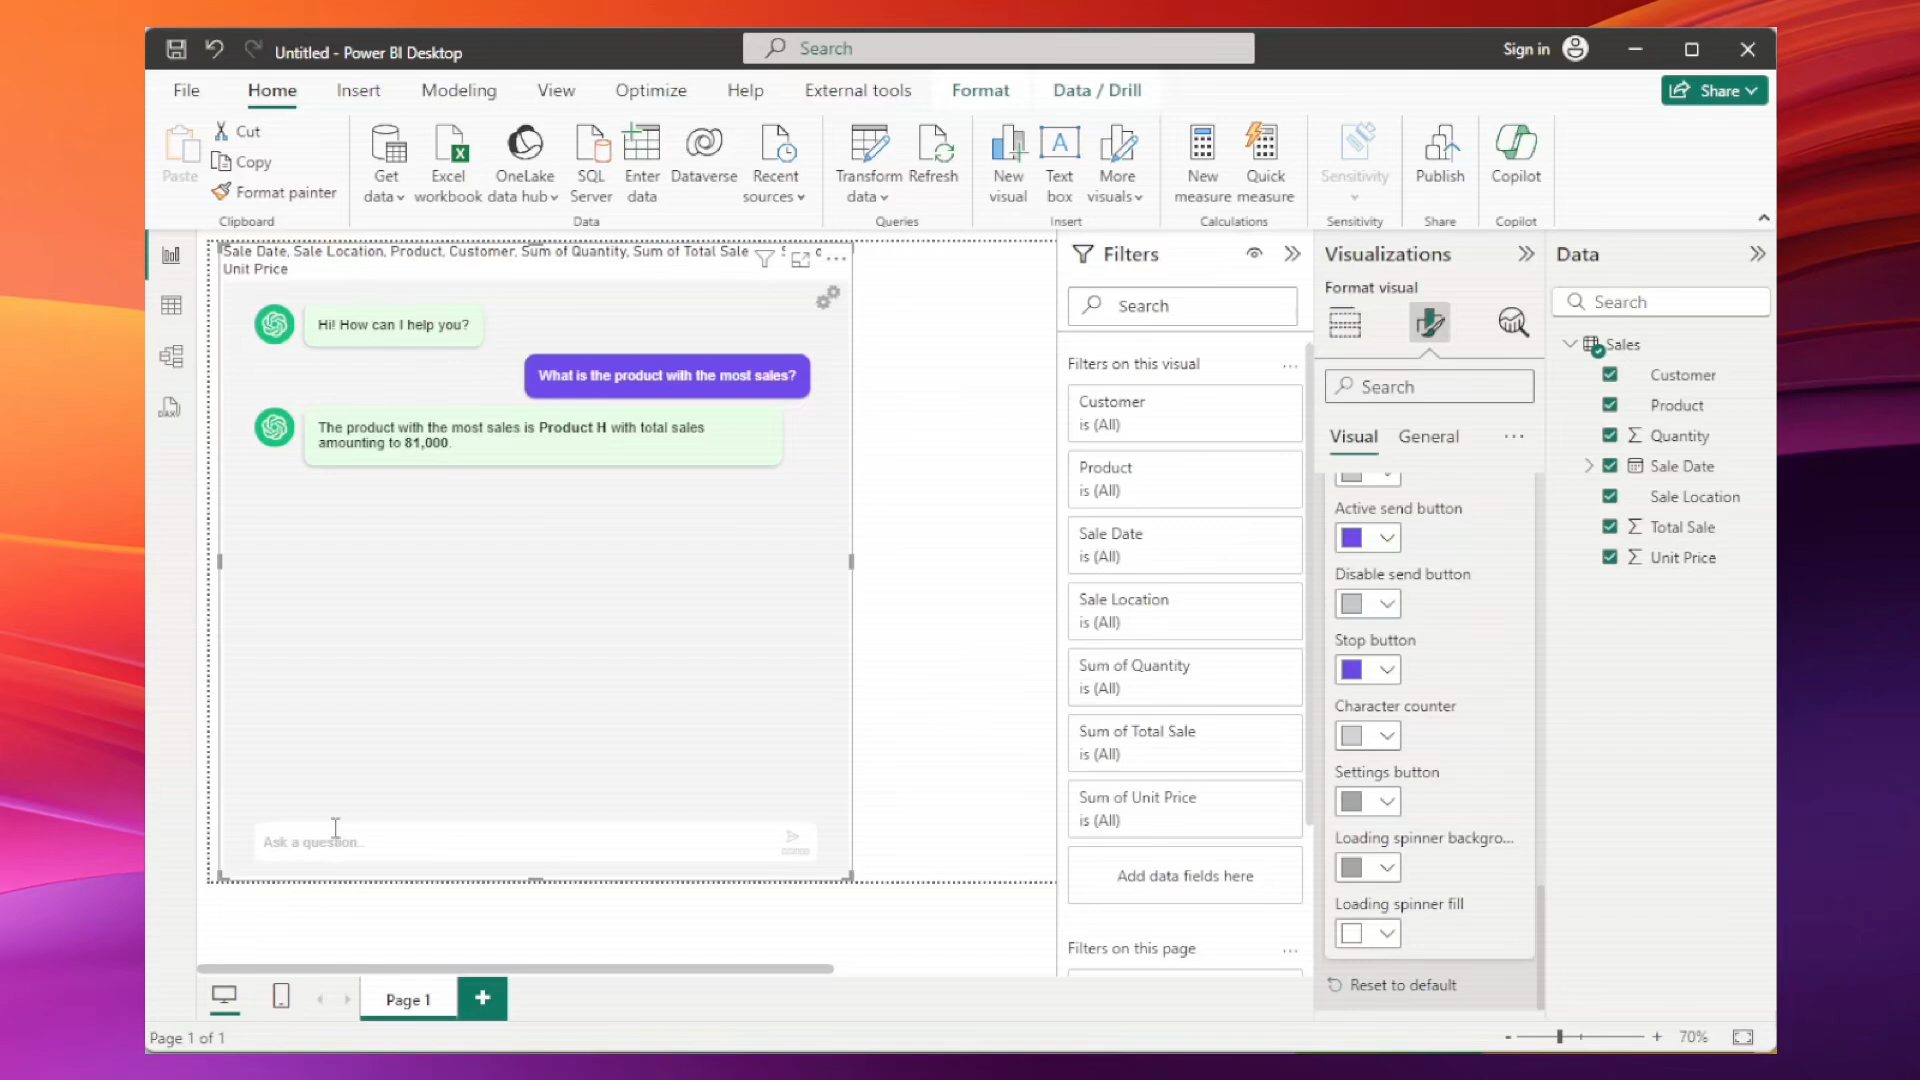 Untitled - Power BI Desktop
Search
Sign in
File Home Insert Modeling View Optimize Help External tools Format Data / Drill
Share
Paste
Cut
Copy
Format painter
Clipboard
Get data
Excel workbook
OneLake data hub
SQL Server
Enter data
Dataverse
Recent sources
Data
Transform data
Refresh
Queries
New visual
Text box
More visuals
Insert
New measure
Quick measure
Calculations
Sensitivity
Sensitivity
Publish
Share
Copilot
Copilot
Sale Date, Sale Location, Product, Customer, Sum of Quantity, Sum of Total Sale
Unit Price
Hi! How can I help you?
What is the product with the most sales?
The product with the most sales is Product H with total sales
amounting to 81,000.
Ask a question...
Filters
Search
Filters on this visual
Customer
is (All)
Product
is (All)
Sale Date
is (All)
Sale Location
is (All)
Sum of Quantity
is (All)
Sum of Total Sale
is (All)
Sum of Unit Price
is (All)
Add data fields here
Filters on this page
Visualizations
Format visual
Search
Visual General
Active send button
Disable send button
Stop button
Character counter
Settings button
Loading spinner backgro...
Loading spinner fill
Reset to default
Data
Search
Sales
Customer
Product
Quantity
Sale Date
Sale Location
Total Sale
Unit Price
Page 1
Page 1 of 1
70%